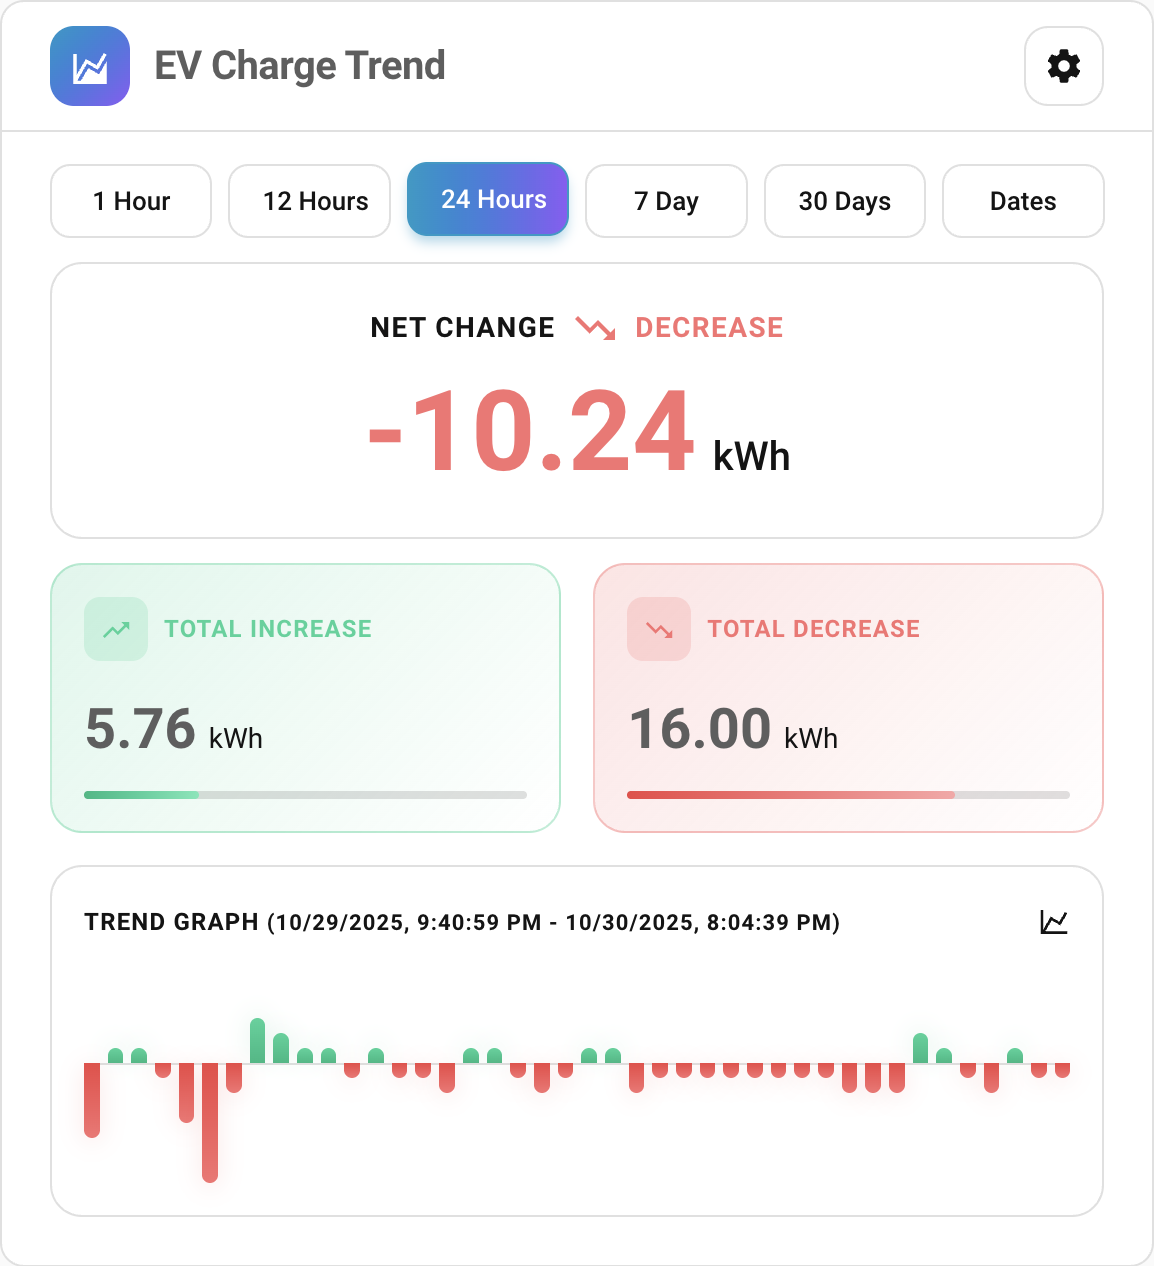 EV Charge Trend
1 Hour
12 Hours
24 Hours
7 Day
30 Days
Dates
NET CHANGE DECREASE
-10.24 kWh
TOTAL INCREASE
5.76 kWh
TOTAL DECREASE
16.00 kWh
TREND GRAPH (10/29/2025, 9:40:59 PM - 10/30/2025, 8:04:39 PM)